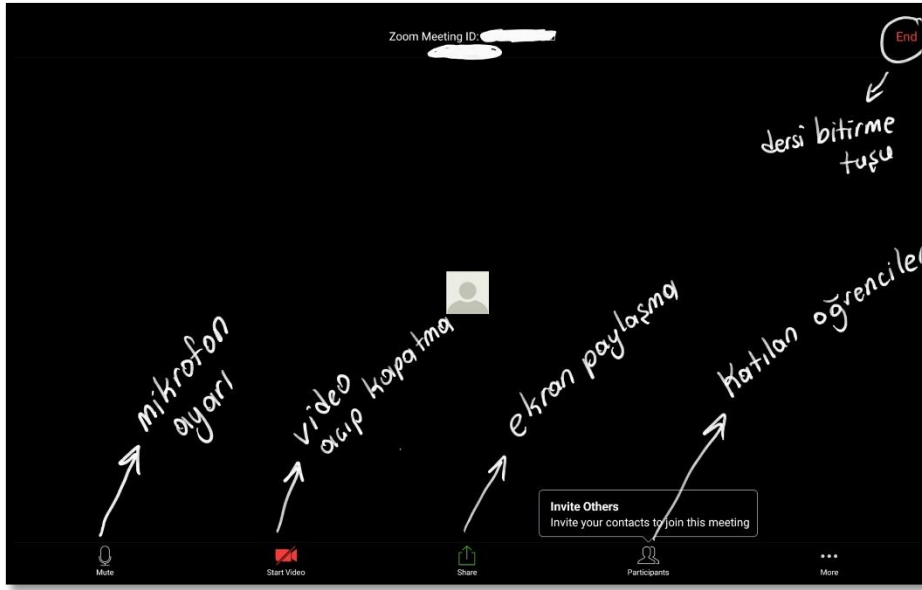 Zoom Meeting ID:
End
dersi bitirme
tuşu
mikrofon
ayarı
video
açıp kapatma
ekran paylaşma
Katılan öğrenciler
Invite Others
Invite your contacts to join this meeting
Mute
Start Video
Share
Participants
More